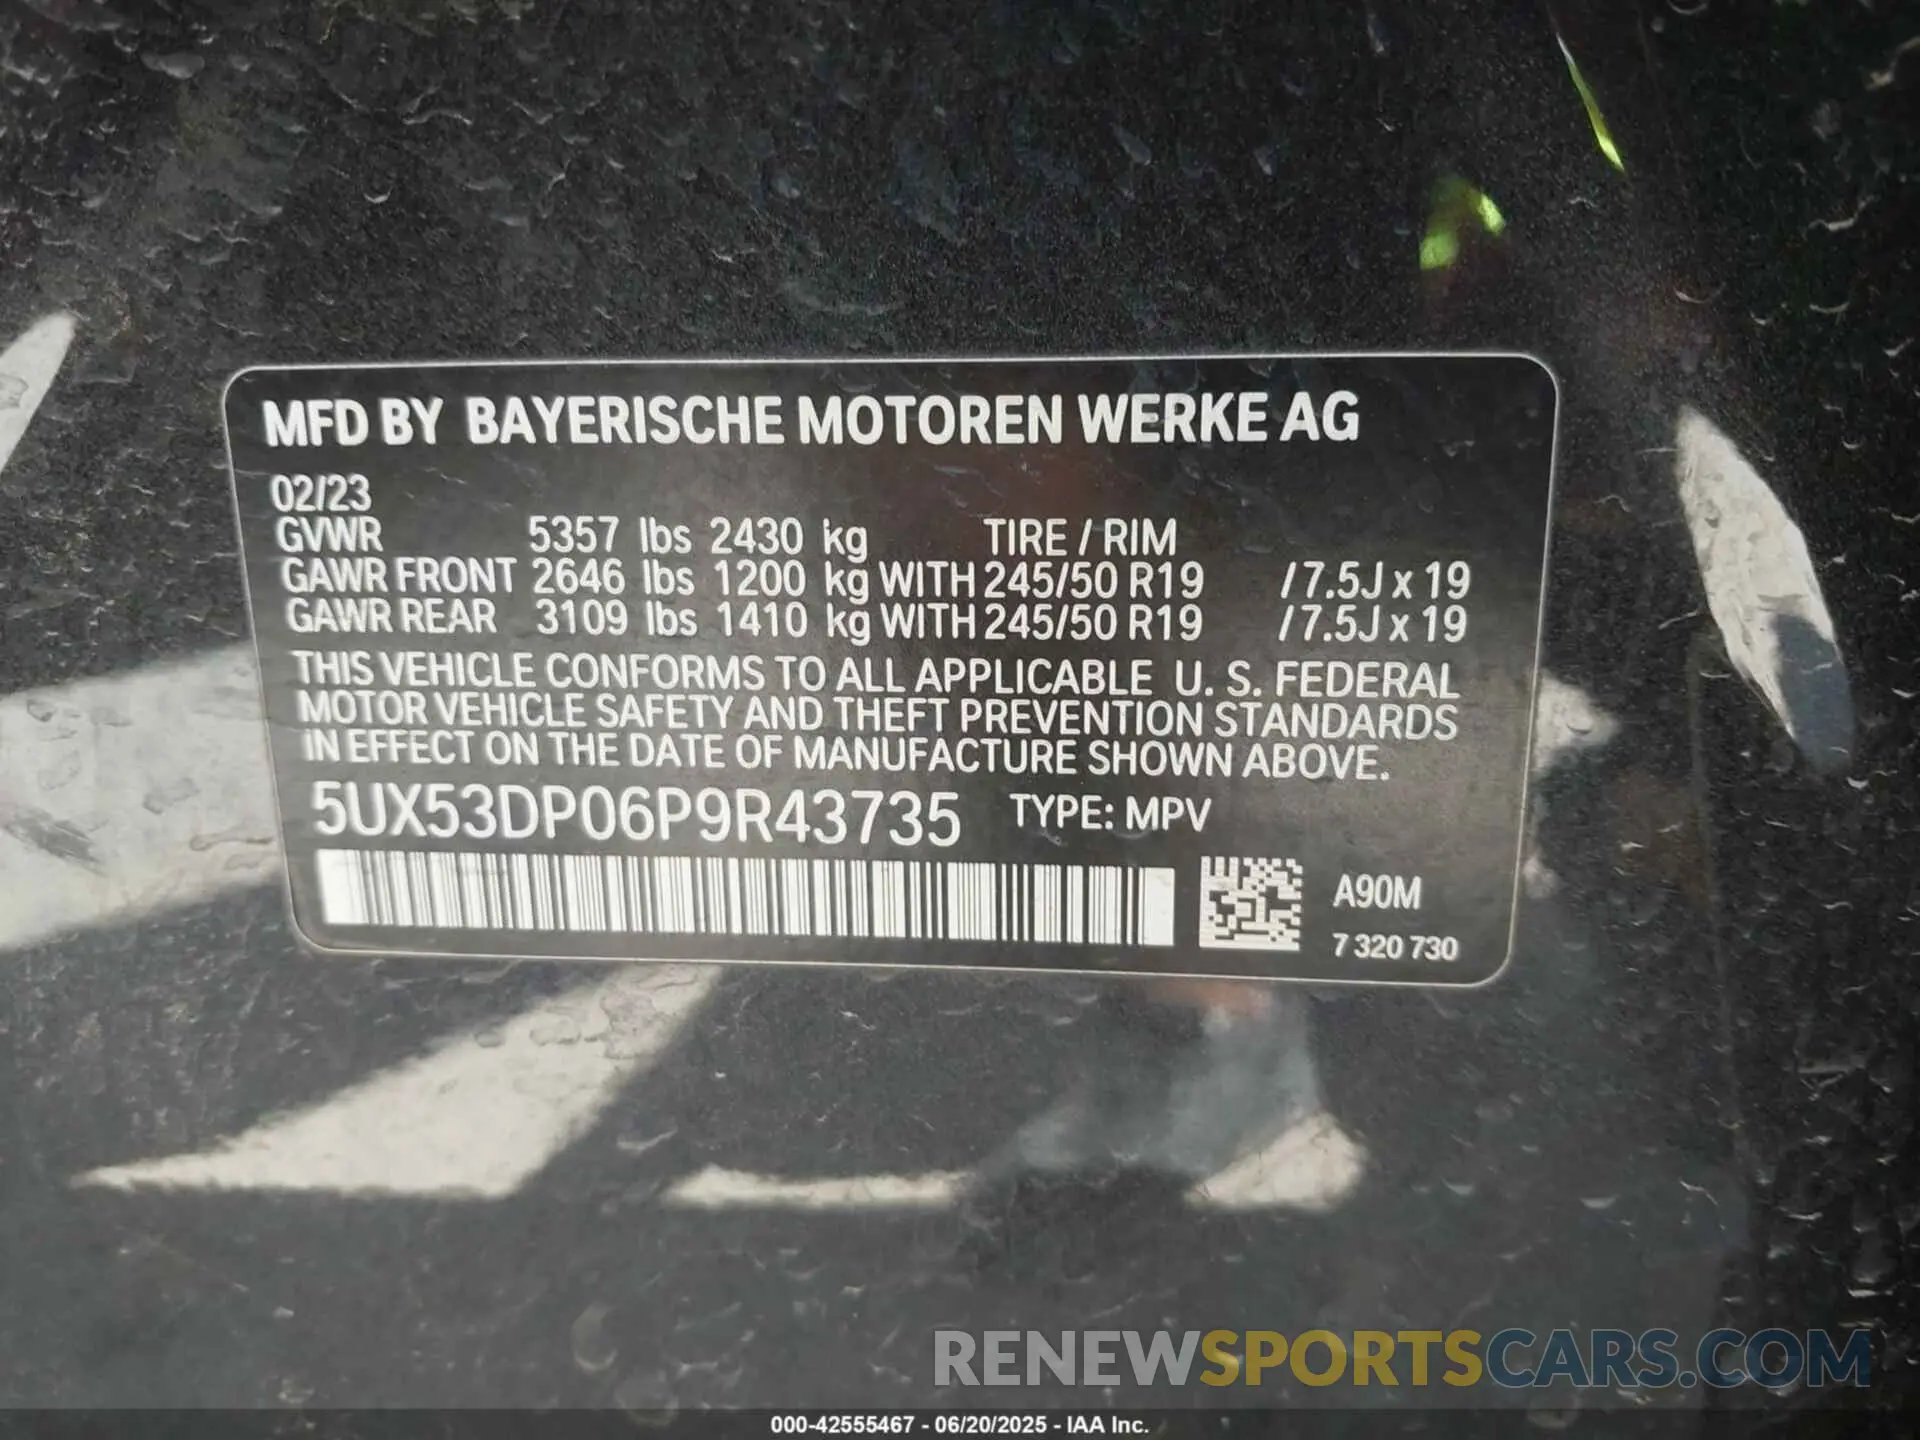 MFD BY BAYERISCHE MOTOREN WERKE AG
02/23
GVWR 5357 lbs 2430 kg TIRE / RIM
GAWR FRONT 2646 lbs 1200 kg WITH 245/50 R19 / 7.5J x 19
GAWR REAR 3109 lbs 1410 kg WITH 245/50 R19 / 7.5J x 19
THIS VEHICLE CONFORMS TO ALL APPLICABLE U. S. FEDERAL
MOTOR VEHICLE SAFETY AND THEFT PREVENTION STANDARDS
IN EFFECT ON THE DATE OF MANUFACTURE SHOWN ABOVE.
5UX53DP06P9R43735 TYPE: MPV
A90M
7 320 730
RENEWSPORTSCARS.COM
000-42555467 - 06/20/2025 - IAA Inc.